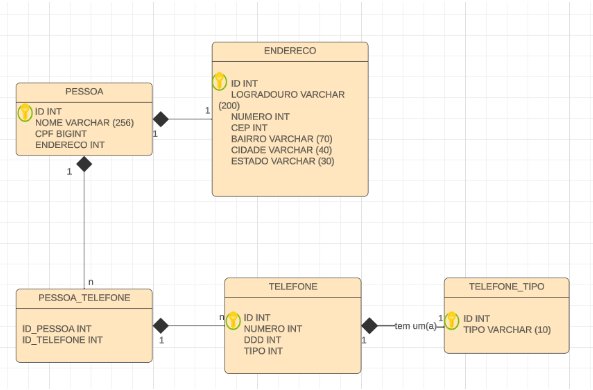 ENDERECO
ID INT
LOGRADOURO VARCHAR
(200)
NUMERO INT
CEP INT
BAIRRO VARCHAR (70)
CIDADE VARCHAR (40)
ESTADO VARCHAR (30)
PESSOA
ID INT
NOME VARCHAR (256)
CPF BIGINT
ENDERECO INT
1
1
1
n
PESSOA_TELEFONE
ID_PESSOA INT
ID_TELEFONE INT
1
n
TELEFONE
ID INT
NUMERO INT
DDD INT
TIPO INT
1
tem um(a)
1
TELEFONE_TIPO
ID INT
TIPO VARCHAR (10)